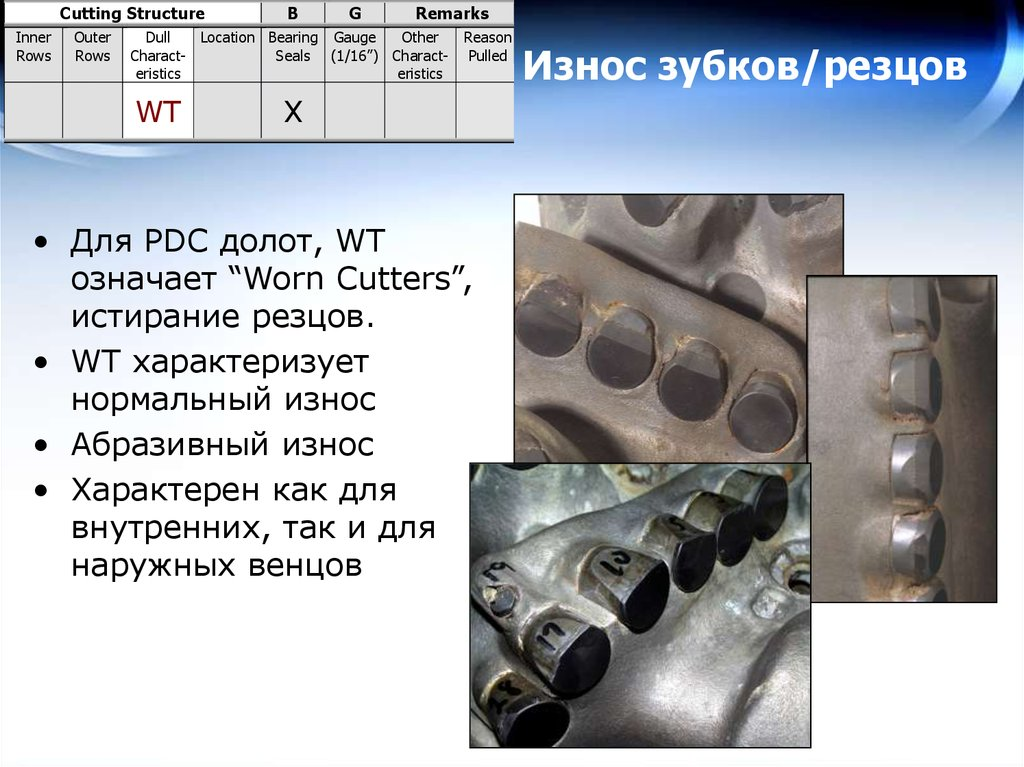 Cutting Structure B G Remarks
Inner Outer Dull Location Bearing Gauge Other Reason
Rows Rows Charact- Seals (1/16”) Charact- Pulled
eristics eristics
WT X
Износ зубков/резцов
• Для PDC долот, WT
означает “Worn Cutters”,
истирание резцов.
• WT характеризует
нормальный износ
• Абразивный износ
• Характерен как для
внутренних, так и для
наружных венцов
17